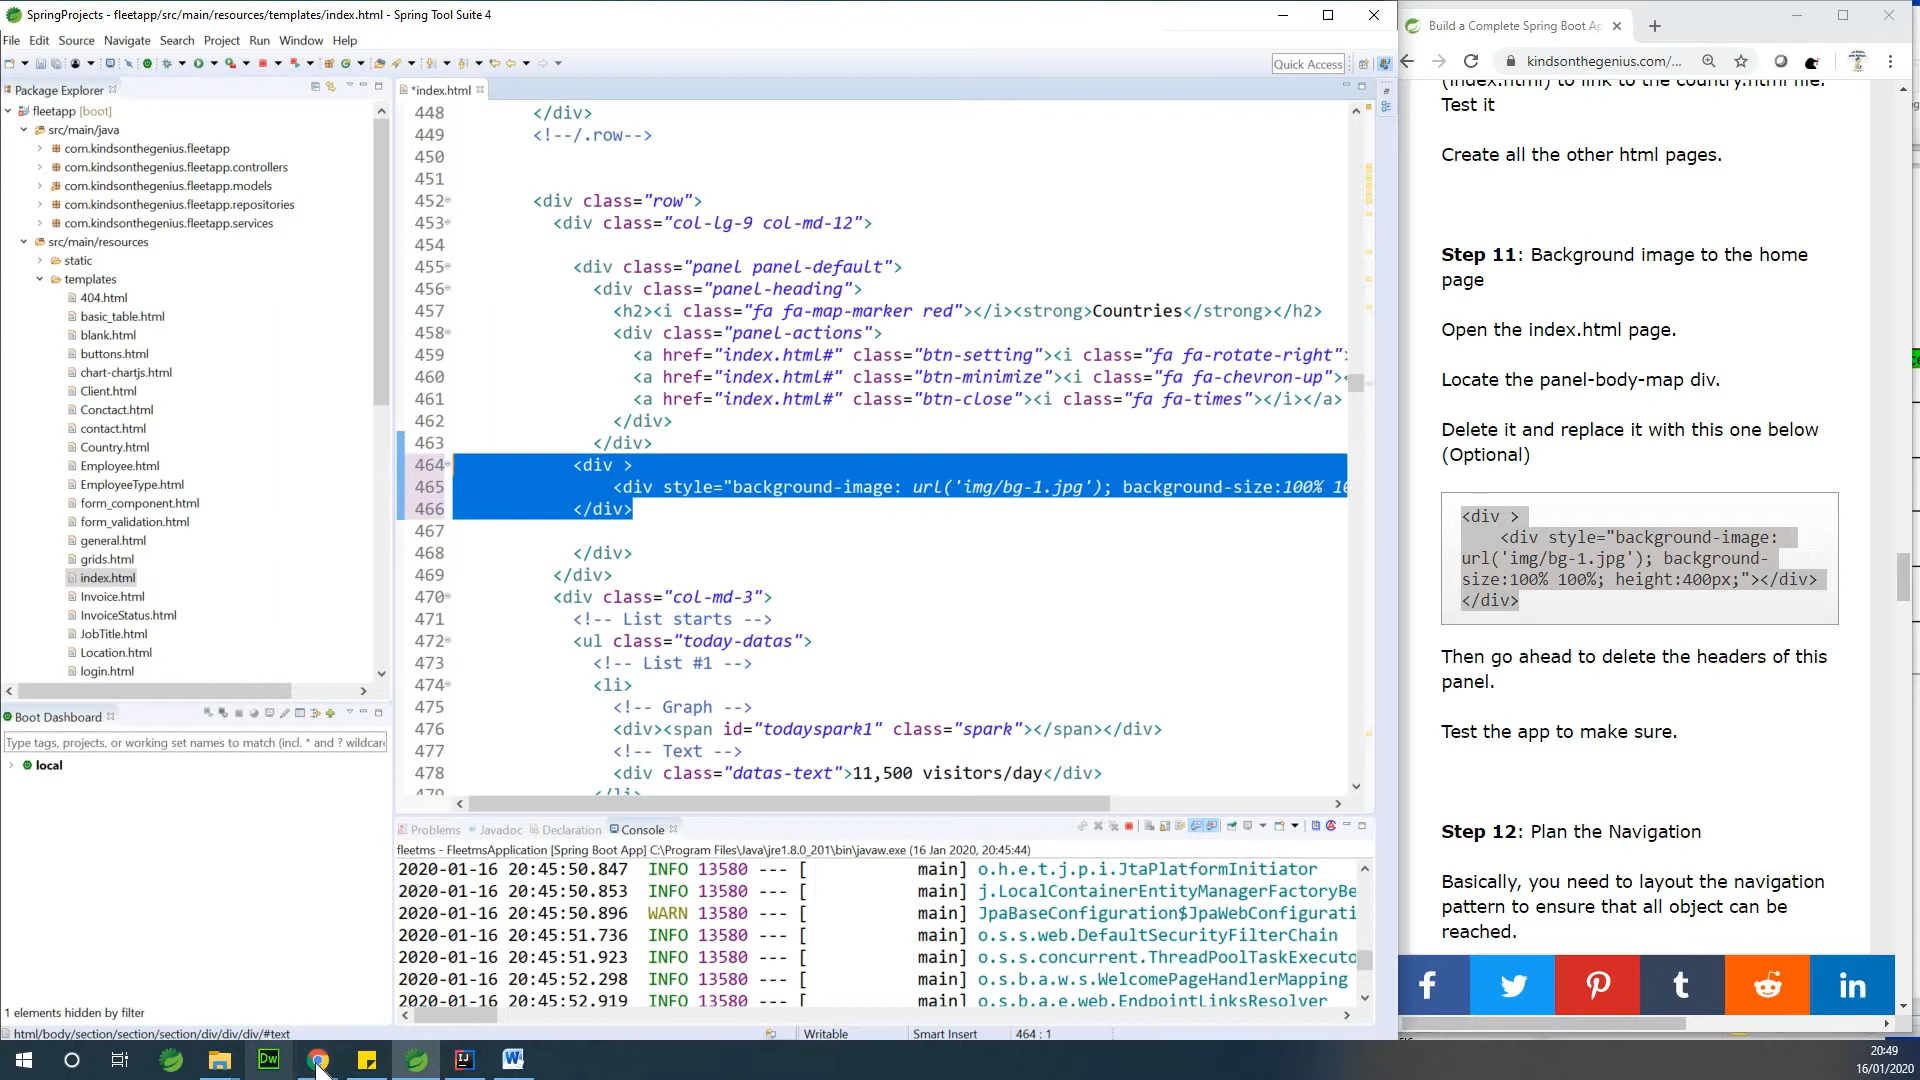 SpringProjects - fleetapp/src/main/resources/templates/index.html - Spring Tool Suite 4
File Edit Source Navigate Search Project Run Window Help
Quick Access
Package Explorer
fleetapp [boot]
src/main/java
com.kindsonthegenius.fleetapp
com.kindsonthegenius.fleetapp.controllers
com.kindsonthegenius.fleetapp.models
com.kindsonthegenius.fleetapp.repositories
com.kindsonthegenius.fleetapp.services
src/main/resources
static
templates
404.html
basic_table.html
blank.html
buttons.html
chart-chartjs.html
Client.html
Conctact.html
contact.html
Country.html
Employee.html
EmployeeType.html
form_component.html
form_validation.html
general.html
grids.html
index.html
Invoice.html
InvoiceStatus.html
JobTitle.html
Location.html
login.html
Boot Dashboard
Type tags, projects, or working set names to match (incl. * and ? wildcard
local
1 elements hidden by filter
*index.html
448 </div>
449 <!--/.row-->
450
451
452 <div class="row">
453 <div class="col-lg-9 col-md-12">
454
455 <div class="panel panel-default">
456 <div class="panel-heading">
457 <h2><i class="fa fa-map-marker red"></i><strong>Countries</strong></h2>
458 <div class="panel-actions">
459 <a href="index.html#" class="btn-setting"><i class="fa fa-rotate-right">
460 <a href="index.html#" class="btn-minimize"><i class="fa fa-chevron-up">
461 <a href="index.html#" class="btn-close"><i class="fa fa-times"></i></a>
462 </div>
463 </div>
464 <div >
465 <div style="background-image: url('img/bg-1.jpg'); background-size:100% 10
466 </div>
467
468 </div>
469 </div>
470 <div class="col-md-3">
471 <!-- List starts -->
472 <ul class="today-datas">
473 <!-- List #1 -->
474 <li>
475 <!-- Graph -->
476 <div><span id="todayspark1" class="spark"></span></div>
477 <!-- Text -->
478 <div class="datas-text">11,500 visitors/day</div>
479 </li>
Problems Javadoc Declaration Console
fleetms - FleetmsApplication [Spring Boot App] C:\Program Files\Java\jre1.8.0_201\bin\javaw.exe (16 Jan 2020, 20:45:44)
2020-01-16 20:45:50.847 INFO 13580 --- [ main] o.h.e.t.j.p.i.JtaPlatformInitiator
2020-01-16 20:45:50.853 INFO 13580 --- [ main] j.LocalContainerEntityManagerFactoryBe
2020-01-16 20:45:50.896 WARN 13580 --- [ main] JpaBaseConfiguration$JpaWebConfigurati
2020-01-16 20:45:51.736 INFO 13580 --- [ main] o.s.s.web.DefaultSecurityFilterChain
2020-01-16 20:45:51.923 INFO 13580 --- [ main] o.s.s.concurrent.ThreadPoolTaskExecuto
2020-01-16 20:45:52.298 INFO 13580 --- [ main] o.s.b.a.w.s.WelcomePageHandlerMapping
2020-01-16 20:45:52.919 INFO 13580 --- [ main] o.s.b.a.e.web.EndpointLinksResolver
html/body/section/section/section/div/div/div/#text Writable Smart Insert 464 : 1
Build a Complete Spring Boot Ap
kindsonthegenius.com/...
(index.html) to link to the country.html file.
Test it
Create all the other html pages.
Step 11: Background image to the home
page
Open the index.html page.
Locate the panel-body-map div.
Delete it and replace it with this one below
(Optional)
<div >
<div style="background-image:
url('img/bg-1.jpg'); background-
size:100% 100%; height:400px;"></div>
</div>
Then go ahead to delete the headers of this
panel.
Test the app to make sure.
Step 12: Plan the Navigation
Basically, you need to layout the navigation
pattern to ensure that all object can be
reached.
20:49
16/01/2020